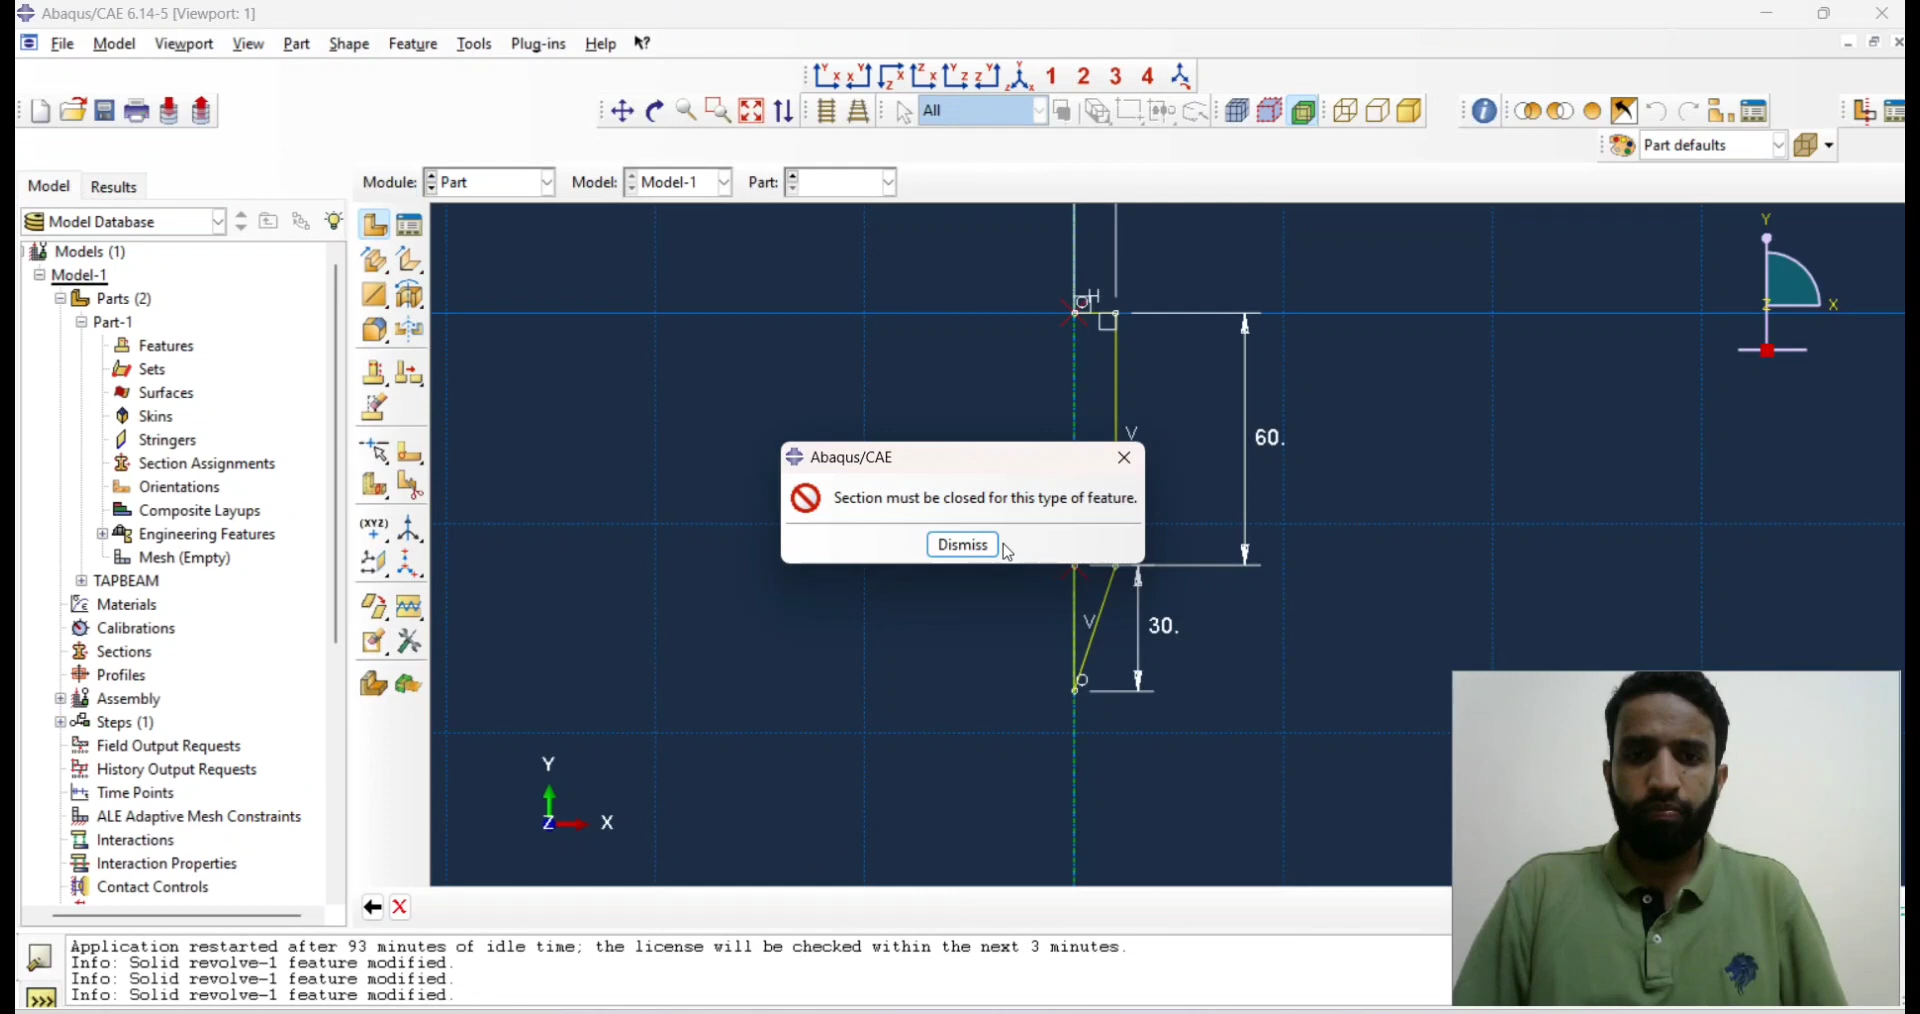 Abaqus/CAE 6.14-5 [Viewport: 1]
File Model Viewport View Part Shape Feature Tools Plug-ins Help
1 2 3 4
All
Part defaults
Model Results
Module: Part Model: Model-1 Part:
Model Database
Models (1)
Model-1
Parts (2)
Part-1
Features
Sets
Surfaces
Skins
Stringers
Section Assignments
Orientations
Composite Layups
Engineering Features
Mesh (Empty)
TAPBEAM
Materials
Calibrations
Sections
Profiles
Assembly
Steps (1)
Field Output Requests
History Output Requests
Time Points
ALE Adaptive Mesh Constraints
Interactions
Interaction Properties
Contact Controls
(XYZ)
Y
X
Z
H
V
60.
Abaqus/CAE
Section must be closed for this type of feature.
Dismiss
V
30.
Y
Z X
Application restarted after 93 minutes of idle time; the license will be checked within the next 3 minutes.
Info: Solid revolve-1 feature modified.
Info: Solid revolve-1 feature modified.
Info: Solid revolve-1 feature modified.
>>>